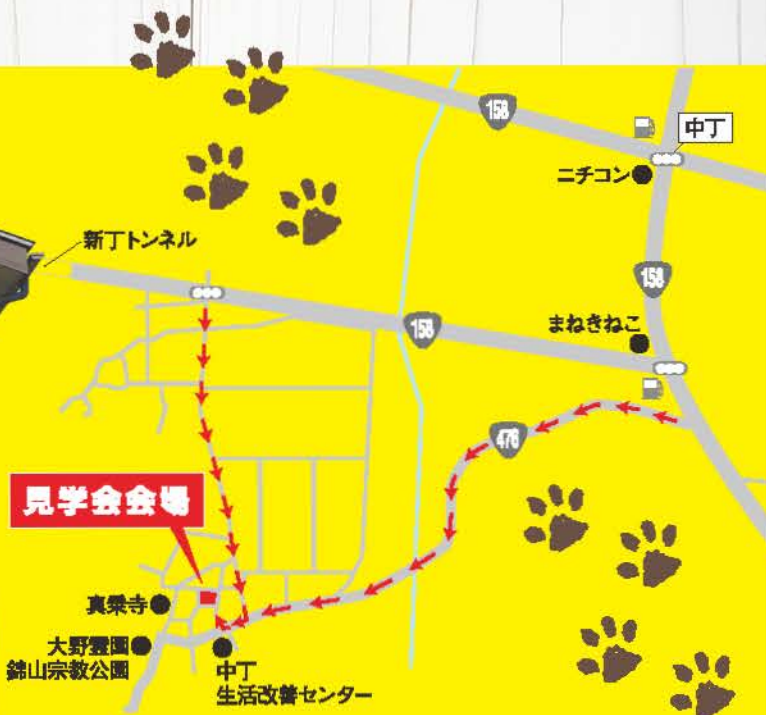 158
中丁
ニチコン
新丁トンネル
158
158
まねきねこ
476
見学会会場
真乗寺
大野霊園
錦山宗教公園
中丁
生活改善センター